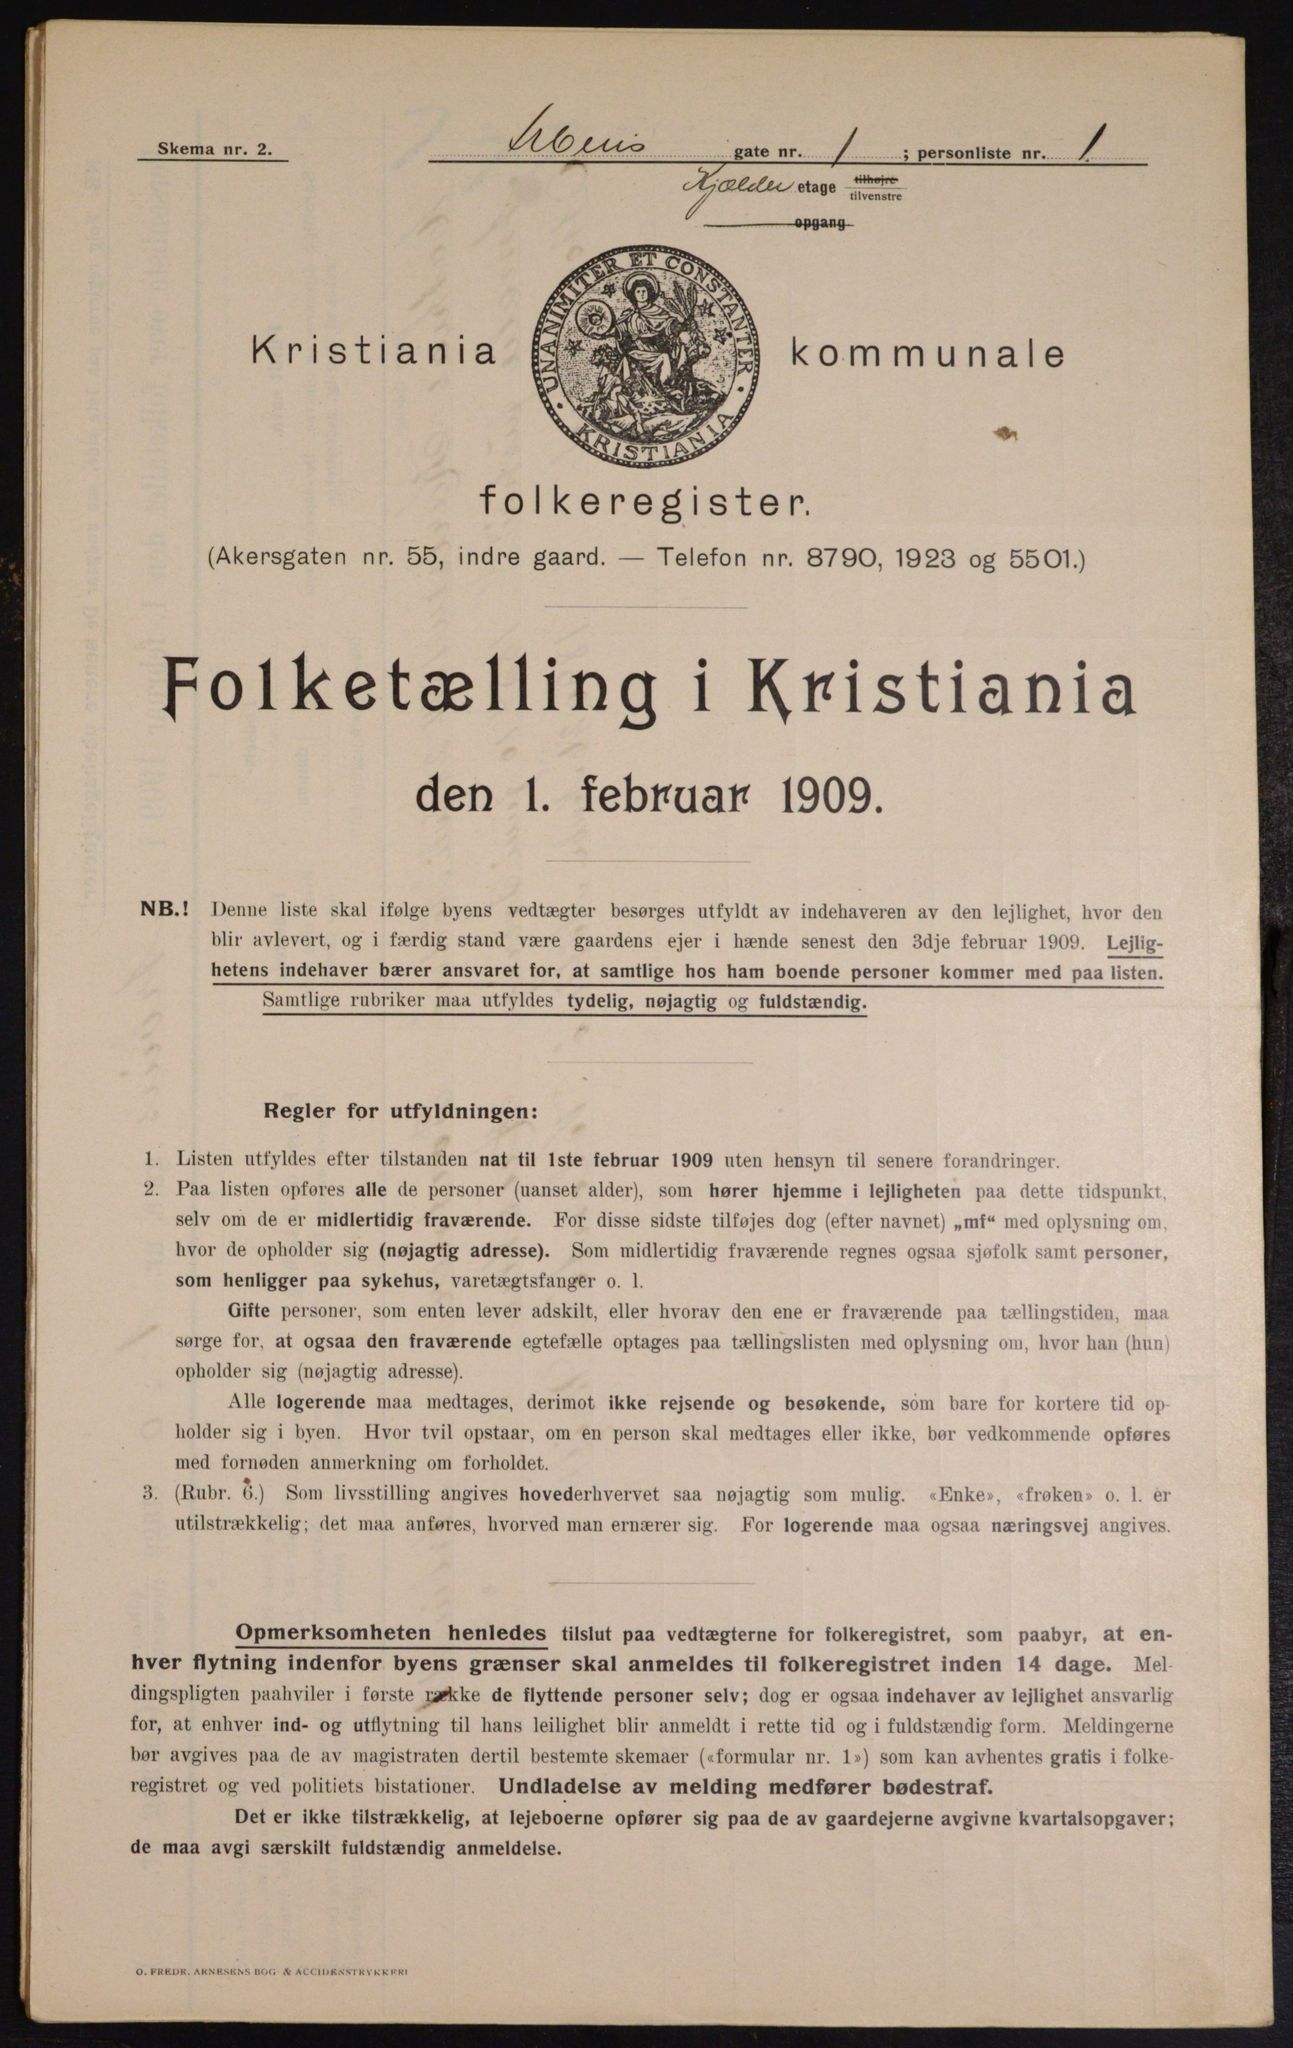 Skema nr. 2.
Ibsens gate nr. 1 ; personliste nr. 1.
Kjælder etage tilhøjre
tilvenstre
opgang
UNANIMITER ET CONSTANTER
KRISTIANIA
Kristiania kommunale
folkeregister.
(Akersgaten nr. 55, indre gaard. — Telefon nr. 8790, 1923 og 5501.)
Folketælling i Kristiania
den 1. februar 1909.
NB.! Denne liste skal ifølge byens vedtægter besørges utfyldt av indehaveren av den lejlighet, hvor den
blir avlevert, og i færdig stand være gaardens ejer i hænde senest den 3dje februar 1909. Lejlig-
hetens indehaver bærer ansvaret for, at samtlige hos ham boende personer kommer med paa listen.
Samtlige rubriker maa utfyldes tydelig, nøjagtig og fuldstændig.
Regler for utfyldningen:
1. Listen utfyldes efter tilstanden nat til 1ste februar 1909 uten hensyn til senere forandringer.
2. Paa listen opføres alle de personer (uanset alder), som hører hjemme i lejligheten paa dette tidspunkt,
selv om de er midlertidig fraværende. For disse sidste tilføjes dog (efter navnet) „mf“ med oplysning om,
hvor de opholder sig (nøjagtig adresse). Som midlertidig fraværende regnes ogsaa sjøfolk samt personer,
som henligger paa sykehus, varetægtsfanger o. l.
Gifte personer, som enten lever adskilt, eller hvorav den ene er fraværende paa tællingstiden, maa
sørge for, at ogsaa den fraværende egtefælle optages paa tællingslisten med oplysning om, hvor han (hun)
opholder sig (nøjagtig adresse).
Alle logerende maa medtages, derimot ikke rejsende og besøkende, som bare for kortere tid op-
holder sig i byen. Hvor tvil opstaar, om en person skal medtages eller ikke, bør vedkommende opføres
med fornøden anmerkning om forholdet.
3. (Rubr. 6.) Som livsstilling angives hovederhvervet saa nøjagtig som mulig. «Enke», «frøken» o. l. er
utilstrækkelig; det maa anføres, hvorved man ernærer sig. For logerende maa ogsaa næringsvej angives.
Opmerksomheten henledes tilslut paa vedtægterne for folkeregistret, som paabyr, at en-
hver flytning indenfor byens grænser skal anmeldes til folkeregistret inden 14 dage. Mel-
dingspligten paahviler i første række de flyttende personer selv; dog er ogsaa indehaver av lejlighet ansvarlig
for, at enhver ind- og utflytning til hans leilighet blir anmeldt i rette tid og i fuldstændig form. Meldingerne
bør avgives paa de av magistraten dertil bestemte skemaer («formular nr. 1») som kan avhentes gratis i folke-
registret og ved politiets bistationer. Undladelse av melding medfører bødestraf.
Det er ikke tilstrækkelig, at lejeboerne opfører sig paa de av gaardejerne avgivne kvartalsopgaver;
de maa avgi særskilt fuldstændig anmeldelse.
O. FREDR. ARNESENS BOG & ACCIDENSTRYKKERI